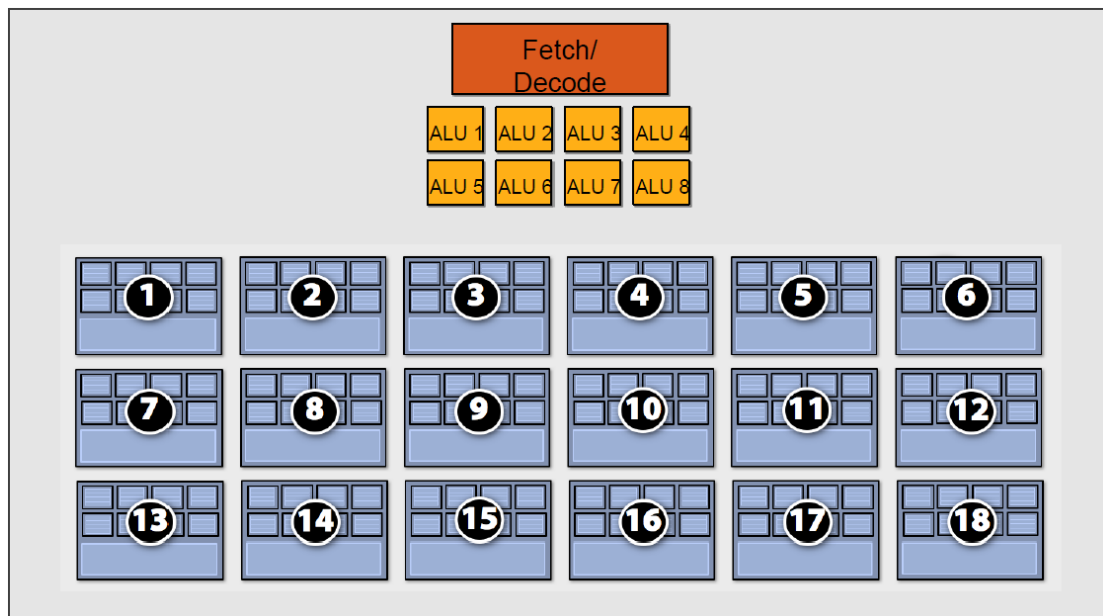 Fetch/
Decode
ALU 1 ALU 2 ALU 3 ALU 4
ALU 5 ALU 6 ALU 7 ALU 8
1 2 3 4 5 6
7 8 9 10 11 12
13 14 15 16 17 18